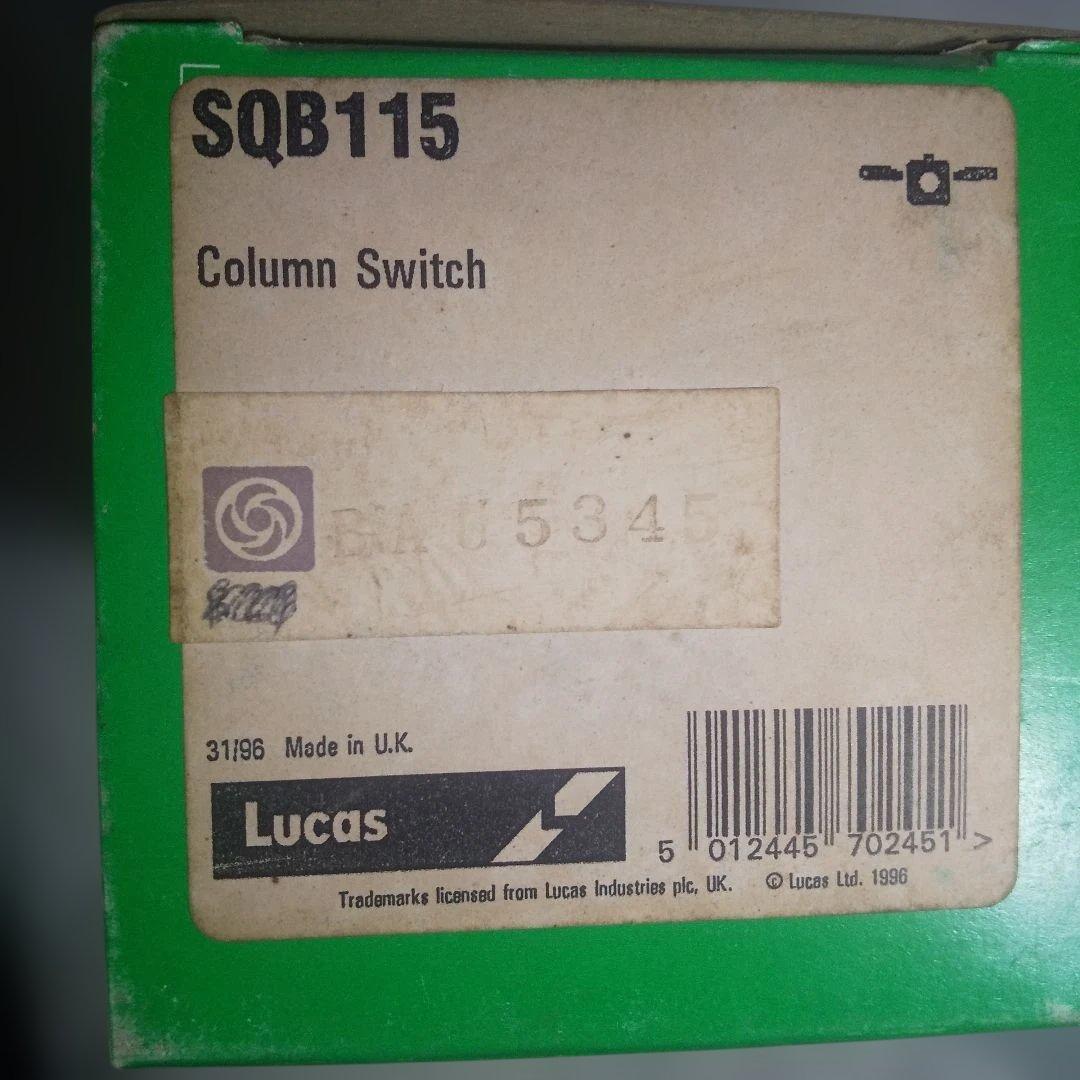 SQB115
Column Switch
BAU5345
31/96 Made in U.K.
Lucas
5 012445 702451 >
Trademarks licensed from Lucas Industries plc, UK. © Lucas Ltd. 1996